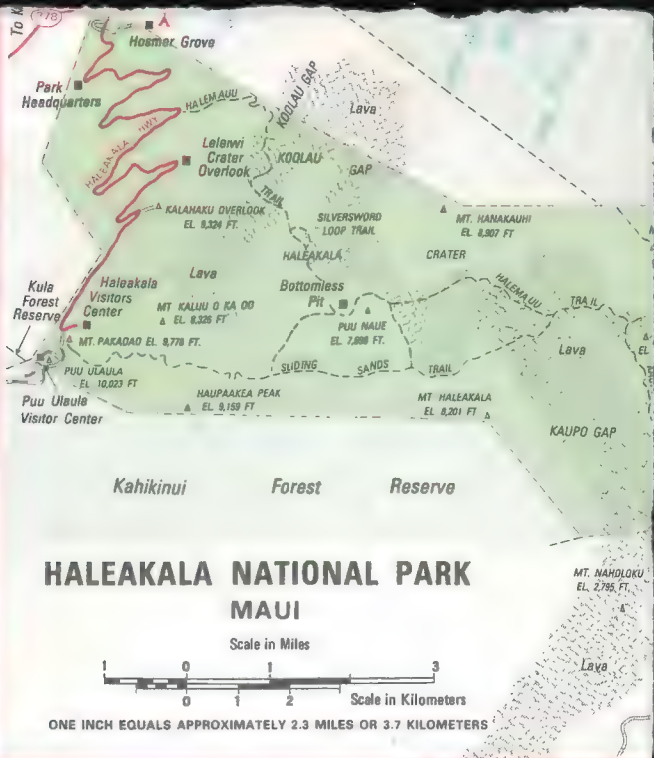 378
Hosmer Grove
Park
Headquarters
HALEMAUU
KOOLAU GAP
Lava
HALEAKALA HWY
Leleiwi
Crater
Overlook
KOOLAU
GAP
TRAIL
KALAHAKU OVERLOOK
EL 9,324 FT.
SILVERSWORD
LOOP TRAIL
MT. HANAKAUHI
EL 8,907 FT
HALEAKALA
CRATER
Kula
Forest
Reserve
Haleakala
Visitors
Center
Lava
MT KALUU O KA OO
EL. 8,326 FT.
Bottomless
Pit
HALEMAUU
TRAIL
PUU NAUE
MT. PAKAOAO EL 9,778 FT.
Lava
EL
PUU ULAULA
EL 10,023 FT
SLIDING SANDS TRAIL
Puu Ulaula
Visitor Center
HAUPAAKEA PEAK
EL 9,159 FT
MT HALEAKALA
EL 8,201 FT
KAUPO GAP
Kahikinui Forest Reserve
HALEAKALA NATIONAL PARK
MAUI
MT. NAHOLOKU
EL. 2,795 FT.
Scale in Miles
1 0 1 3
0 1 2 Scale in Kilometers
Lava
ONE INCH EQUALS APPROXIMATELY 2.3 MILES OR 3.7 KILOMETERS